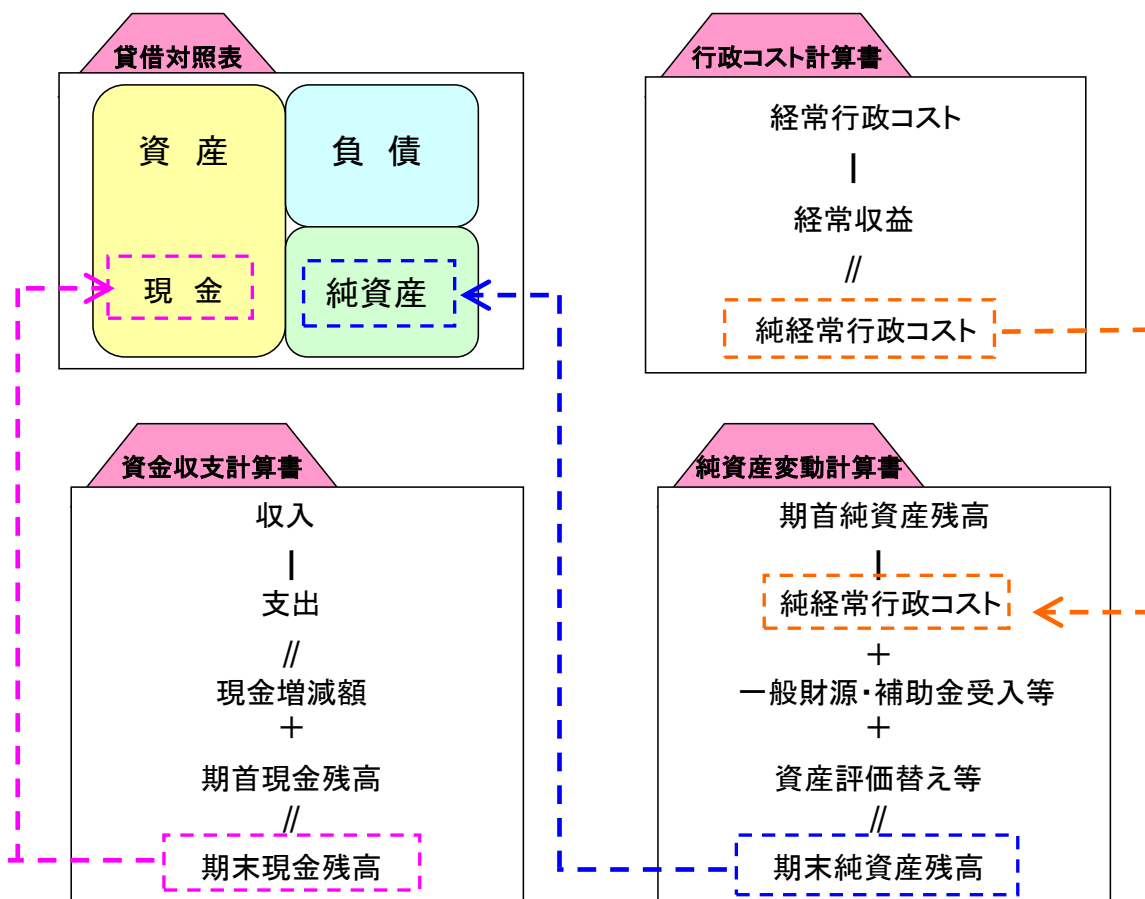 貸借対照表
資 産
負 債
現 金
純資産
行政コスト計算書
経常行政コスト
ー
経常収益
//
純経常行政コスト
資金収支計算書
収入
ー
支出
//
現金増減額
＋
期首現金残高
//
期末現金残高
純資産変動計算書
期首純資産残高
ー
純経常行政コスト
＋
一般財源・補助金受入等
＋
資産評価替え等
//
期末純資産残高